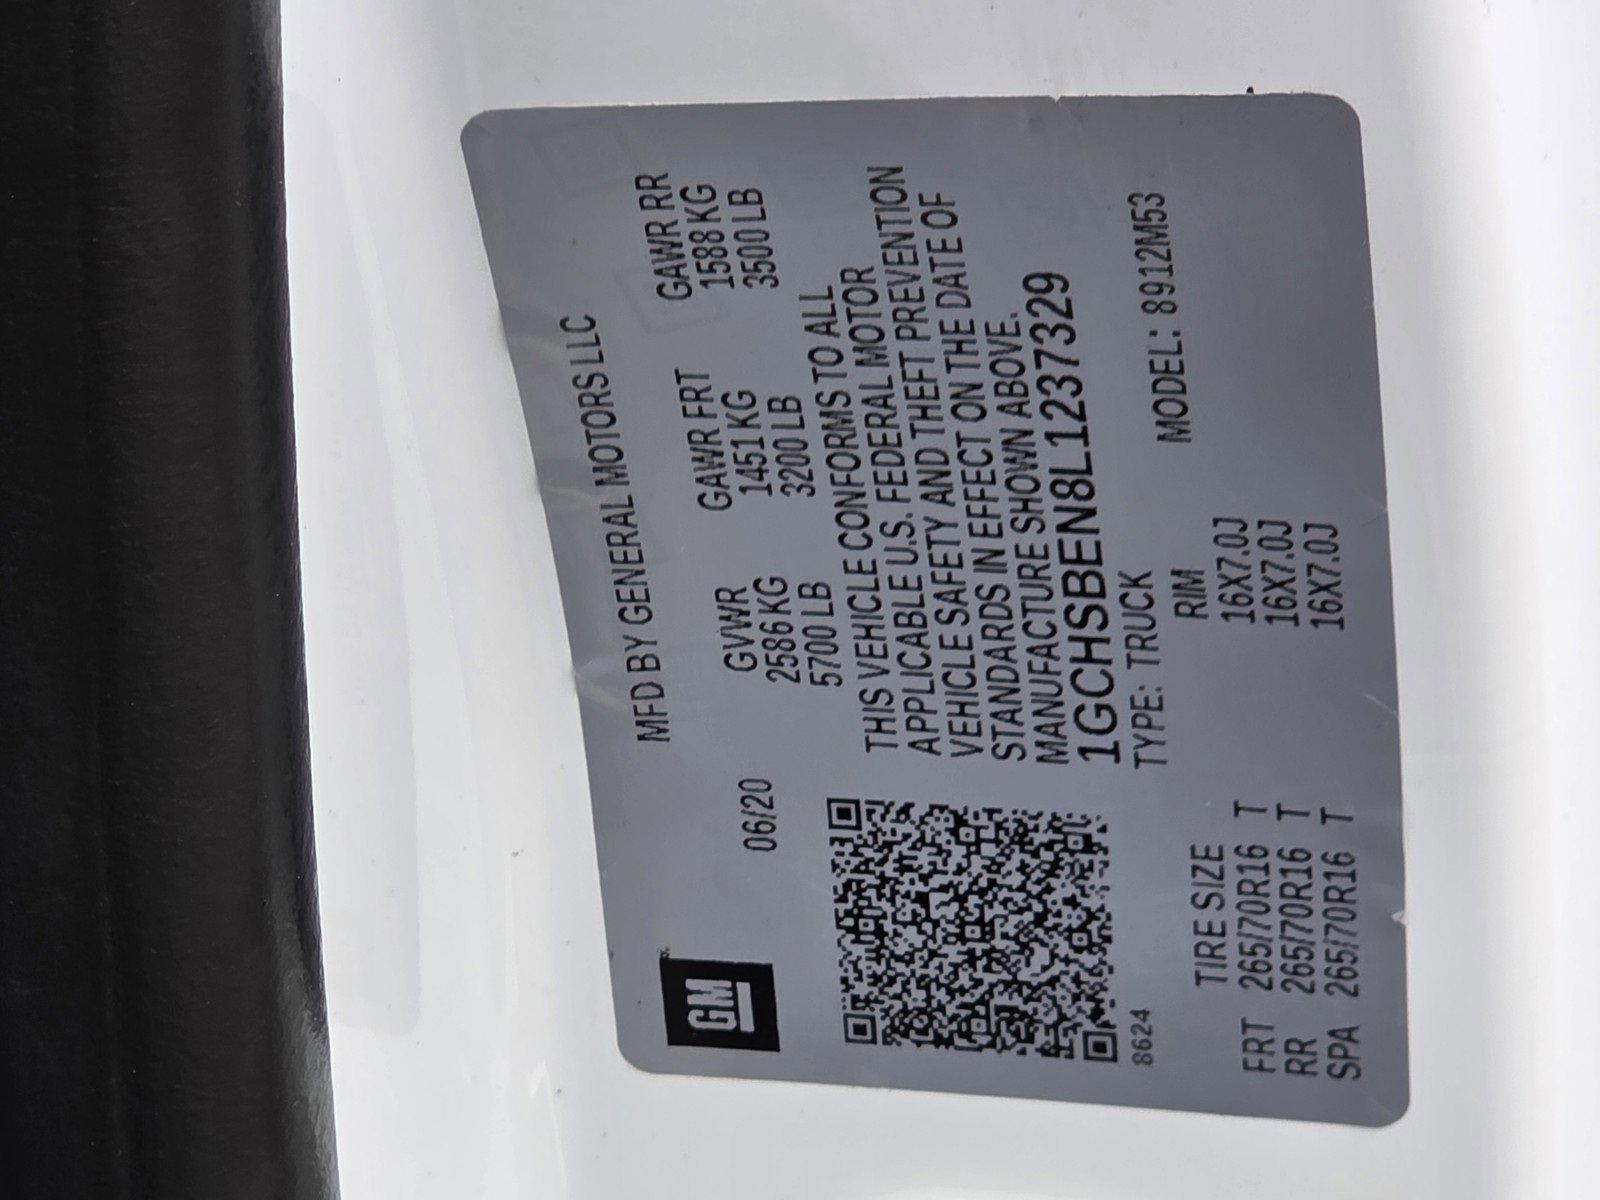 GM
06/20
MFD BY GENERAL MOTORS LLC
GVWR GAWR FRT GAWR RR
2586 KG 1451 KG 1588 KG
5700 LB 3200 LB 3500 LB
THIS VEHICLE CONFORMS TO ALL
APPLICABLE U.S. FEDERAL MOTOR
VEHICLE SAFETY AND THEFT PREVENTION
STANDARDS IN EFFECT ON THE DATE OF
MANUFACTURE SHOWN ABOVE.
1GCHSBEN8L1237329
8624
TYPE: TRUCK MODEL: 8912M53
TIRE SIZE RIM
FRT 265/70R16 T 16X7.0J
RR 265/70R16 T 16X7.0J
SPA 265/70R16 T 16X7.0J